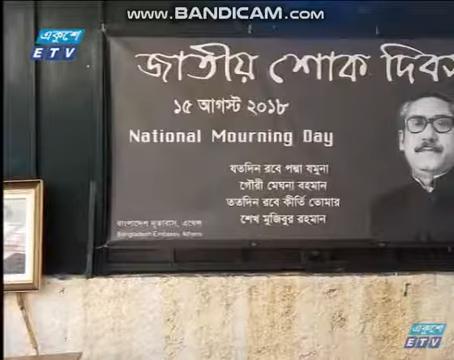 www.BANDICAM.com
একুশে
ETV
জাতীয় শোক দিবস
১৫ আগস্ট ২০১৮
National Mourning Day
যতদিন রবে পদ্মা যমুনা
গৌরী মেঘনা বহমান
ততদিন রবে কীর্তি তোমার
শেখ মুজিবুর রহমান
বাংলাদেশ দূতাবাস, এথেন্স
Bangladesh Embassy, Athens
একুশে
ETV